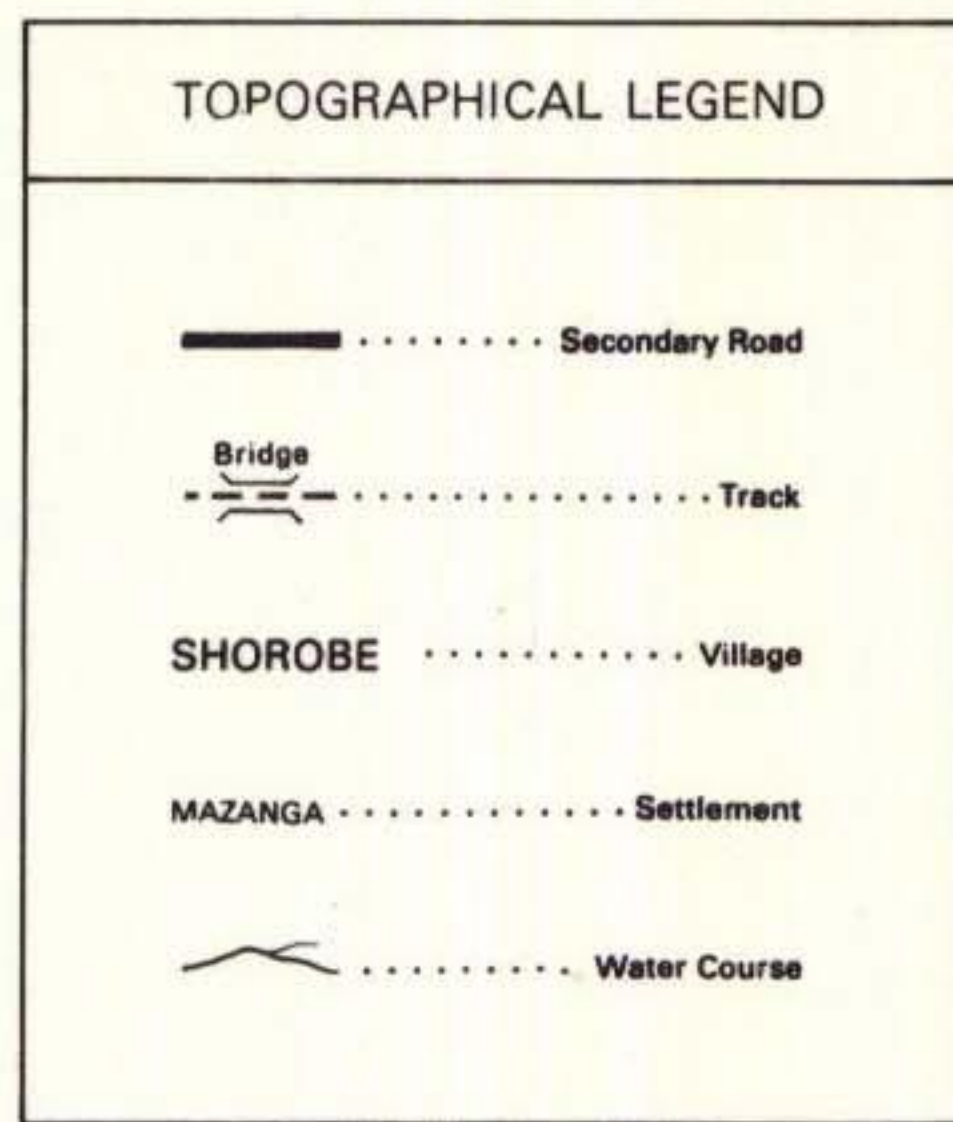 TOPOGRAPHICAL LEGEND
Secondary Road
Bridge
Track
SHOROBE Village
MAZANGA Settlement
Water Course